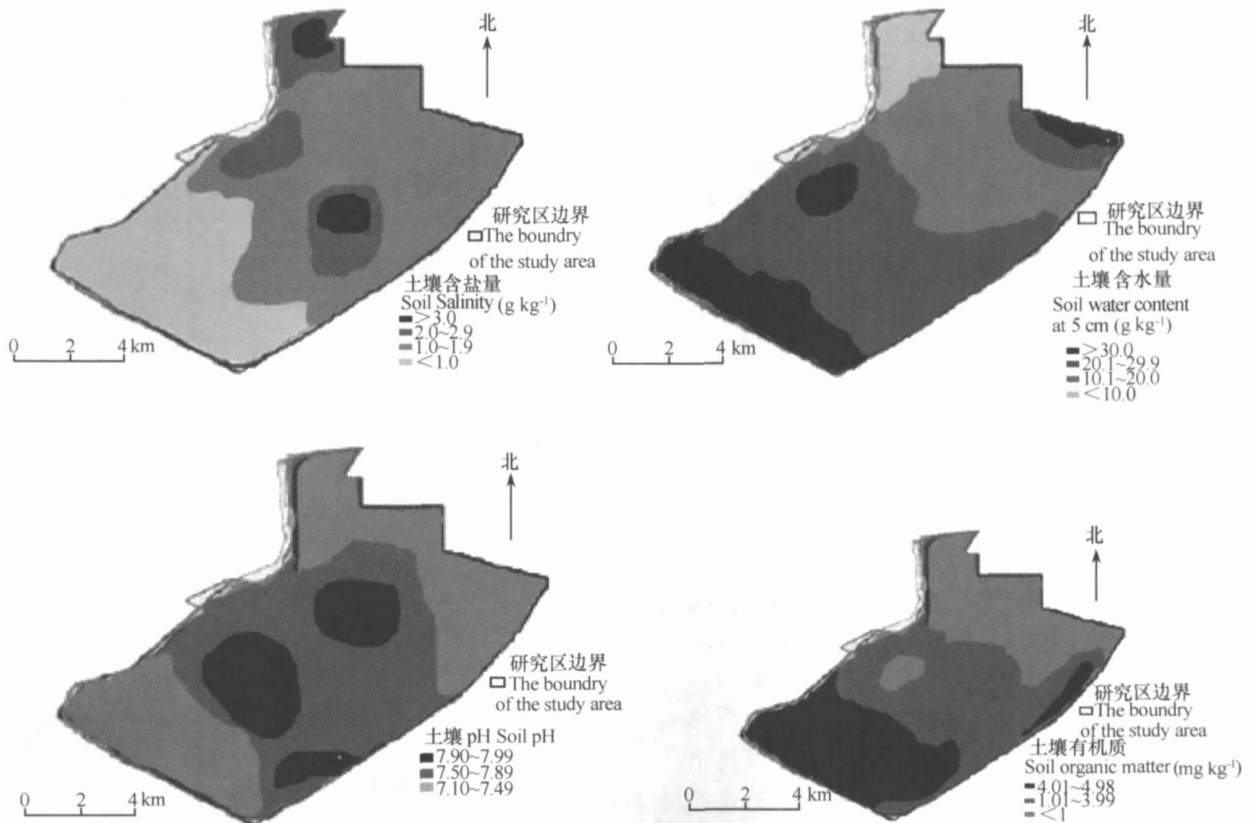 北
研究区边界
The boundry
of the study area
土壤含盐量
Soil Salinity (g kg⁻¹)
>3.0
2.0~2.9
1.0~1.9
<1.0
0 2 4 km
北
研究区边界
The boundry
of the study area
土壤含水量
Soil water content
at 5 cm (g kg⁻¹)
>30.0
20.1~29.9
10.1~20.0
<10.0
0 2 4 km
北
研究区边界
The boundry
of the study area
土壤 pH Soil pH
7.90~7.99
7.50~7.89
7.10~7.49
0 2 4 km
北
研究区边界
The boundry
of the study area
土壤有机质
Soil organic matter (mg kg⁻¹)
4.01~4.98
1.01~3.99
<1
0 2 4 km